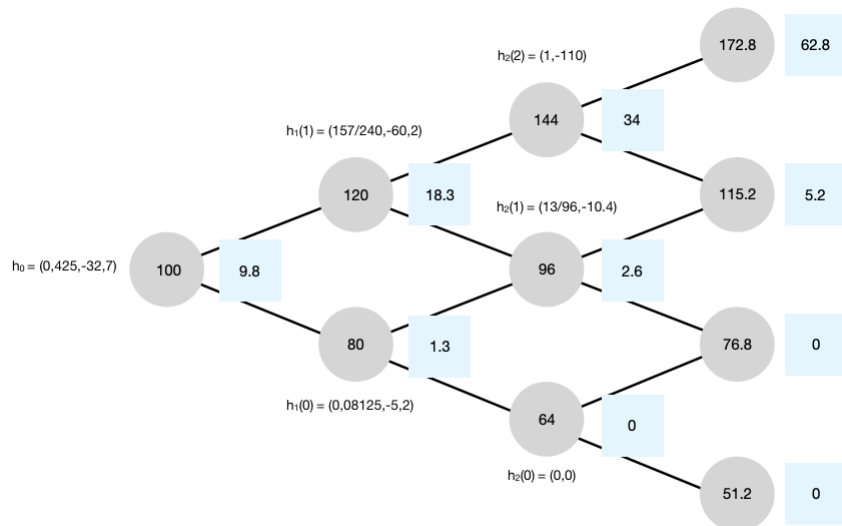 172.8 62.8
h₂(2) = (1,-110)
144 34
h₁(1) = (157/240,-60,2)
120 18.3
115.2 5.2
h₂(1) = (13/96,-10.4)
h₀ = (0,425,-32,7)
100 9.8
96 2.6
80 1.3
76.8 0
h₁(0) = (0,08125,-5,2)
64 0
h₂(0) = (0,0)
51.2 0